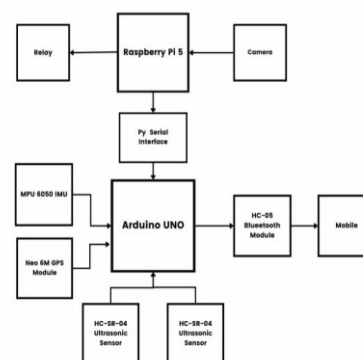 Relay
Raspberry Pi 5
Camera
Py Serial
Interface
MPU 6050 IMU
Arduino UNO
HC-05
Bluetooth
Module
Mobile
Neo 6M GPS
Module
HC-SR-04
Ultrasonic
Sensor
HC-SR-04
Ultrasonic
Sensor